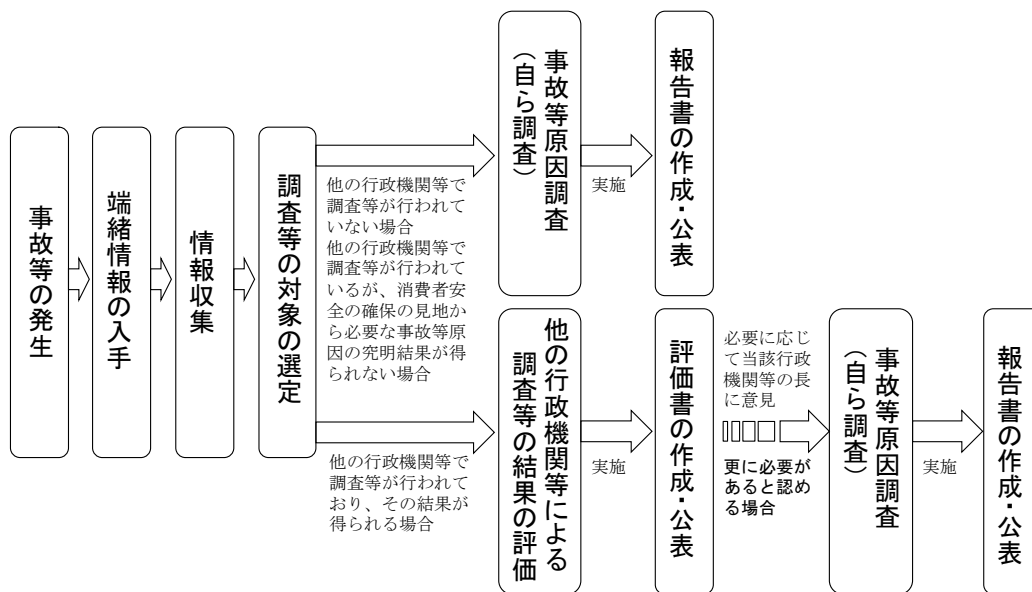 事故等の発生
端緒情報の入手
情報収集
調査等の対象の選定
他の行政機関等で
調査等が行われて
いない場合
他の行政機関等で
調査等が行われて
いるが、消費者安
全の確保の見地か
ら必要な事故等原
因の究明結果が得
られない場合
事故等原因調査
（自ら調査）
実施
報告書の作成・公表
他の行政機関等で
調査等が行われて
おり、その結果が
得られる場合
他の行政機関等による
調査等の結果の評価
実施
評価書の作成・公表
必要に応じ
て当該行政
機関等の長
に意見
更に必要が
あると認め
る場合
事故等原因調査
（自ら調査）
実施
報告書の作成・公表